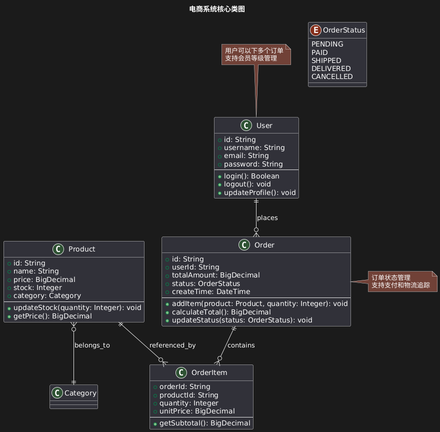 电商系统核心类图
E OrderStatus
PENDING
PAID
SHIPPED
DELIVERED
CANCELLED
用户可以下多个订单
支持会员等级管理
C User
id: String
username: String
email: String
password: String
login(): Boolean
logout(): void
updateProfile(): void
places
C Product
id: String
name: String
price: BigDecimal
stock: Integer
category: Category
updateStock(quantity: Integer): void
getPrice(): BigDecimal
C Order
id: String
userId: String
totalAmount: BigDecimal
status: OrderStatus
createTime: DateTime
addItem(product: Product, quantity: Integer): void
calculateTotal(): BigDecimal
updateStatus(status: OrderStatus): void
订单状态管理
支持支付和物流追踪
belongs_to
referenced_by
contains
C Category
C OrderItem
orderId: String
productId: String
quantity: Integer
unitPrice: BigDecimal
getSubtotal(): BigDecimal